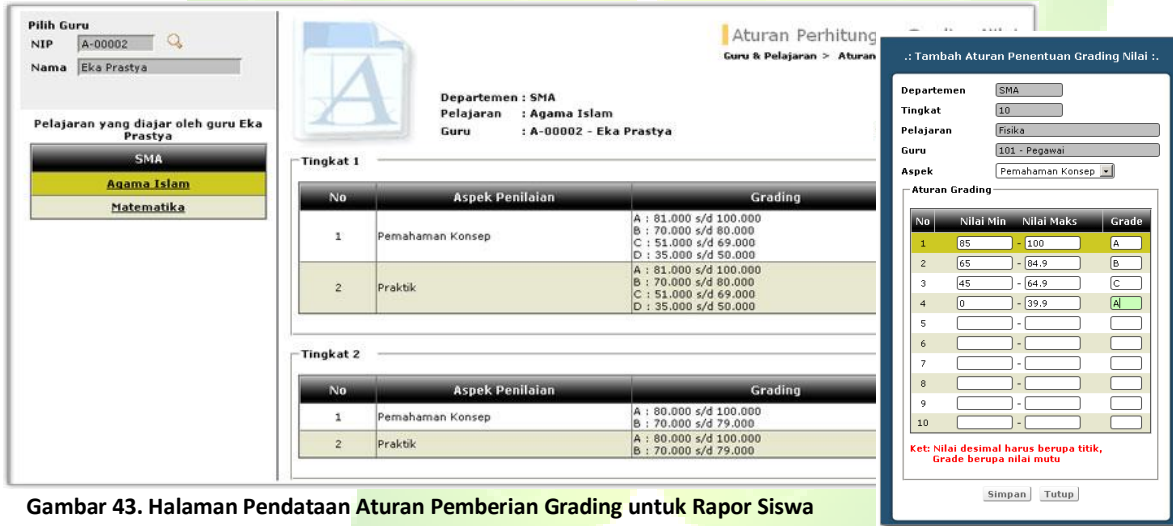 Pilih Guru
NIP A-00002
Nama Eka Prastya
Pelajaran yang diajar oleh guru Eka
Prastya
SMA
Agama Islam
Matematika
Aturan Perhitung
Guru & Pelajaran > Aturan
Departemen : SMA
Pelajaran : Agama Islam
Guru : A-00002 - Eka Prastya
Tingkat 1
No Aspek Penilaian Grading
1 Pemahaman Konsep
A : 81.000 s/d 100.000
B : 70.000 s/d 80.000
C : 51.000 s/d 69.000
D : 35.000 s/d 50.000
2 Praktik
A : 81.000 s/d 100.000
B : 70.000 s/d 80.000
C : 51.000 s/d 69.000
D : 35.000 s/d 50.000
Tingkat 2
No Aspek Penilaian Grading
1 Pemahaman Konsep
A : 80.000 s/d 100.000
B : 70.000 s/d 79.000
2 Praktik
A : 80.000 s/d 100.000
B : 70.000 s/d 79.000
.: Tambah Aturan Penentuan Grading Nilai :.
Departemen SMA
Tingkat 10
Pelajaran Fisika
Guru 101 - Pegawai
Aspek Pemahaman Konsep
Aturan Grading
No Nilai Min Nilai Maks Grade
1 85 - 100 A
2 65 - 84.9 B
3 45 - 64.9 C
4 0 - 39.9 A
5 -
6 -
7 -
8 -
9 -
10 -
Ket: Nilai desimal harus berupa titik,
Grade berupa nilai mutu
Simpan Tutup
Gambar 43. Halaman Pendataan Aturan Pemberian Grading untuk Rapor Siswa